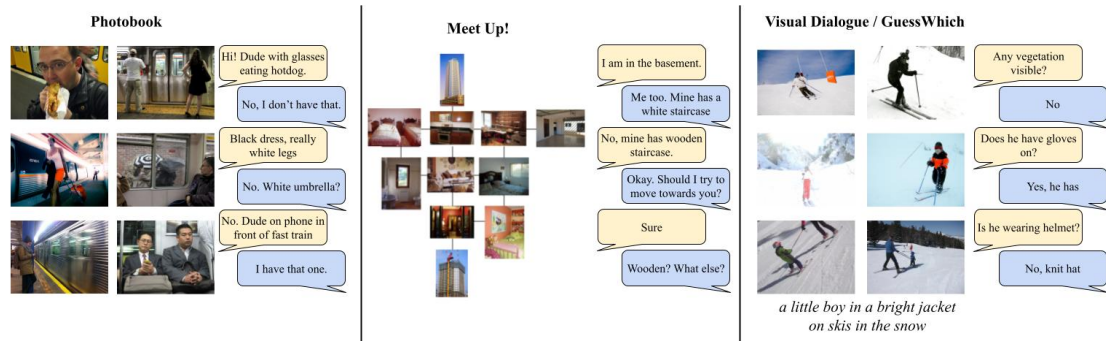 Photobook
Hi! Dude with glasses
eating hotdog.
No, I don't have that.
Black dress, really
white legs
No. White umbrella?
No. Dude on phone in
front of fast train
I have that one.
Meet Up!
I am in the basement.
Me too. Mine has a
white staircase
No, mine has wooden
staircase.
Okay. Should I try to
move towards you?
Sure
Wooden? What else?
Visual Dialogue / GuessWhich
Any vegetation
visible?
No
Does he have gloves
on?
Yes, he has
Is he wearing helmet?
No, knit hat
a little boy in a bright jacket
on skis in the snow